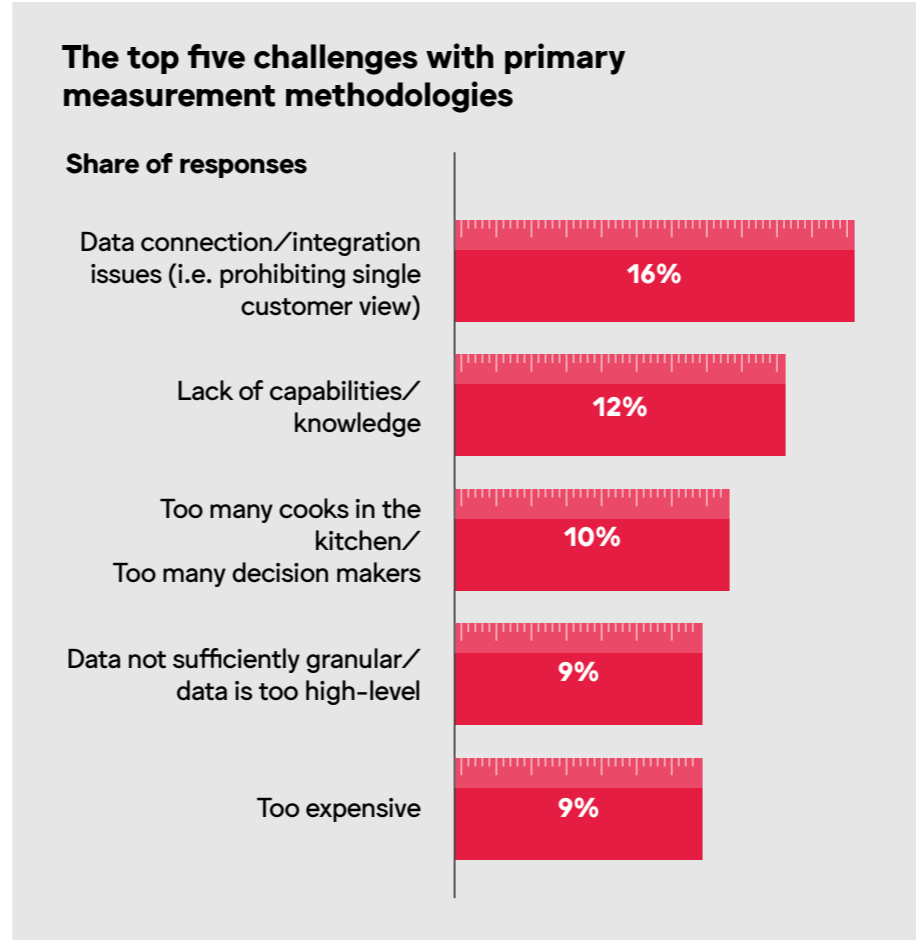 The top five challenges with primary
measurement methodologies
Share of responses
Data connection/integration
issues (i.e. prohibiting single
customer view)
16%
Lack of capabilities/
knowledge
12%
Too many cooks in the
kitchen/
Too many decision makers
10%
Data not sufficiently granular/
data is too high-level
9%
Too expensive
9%